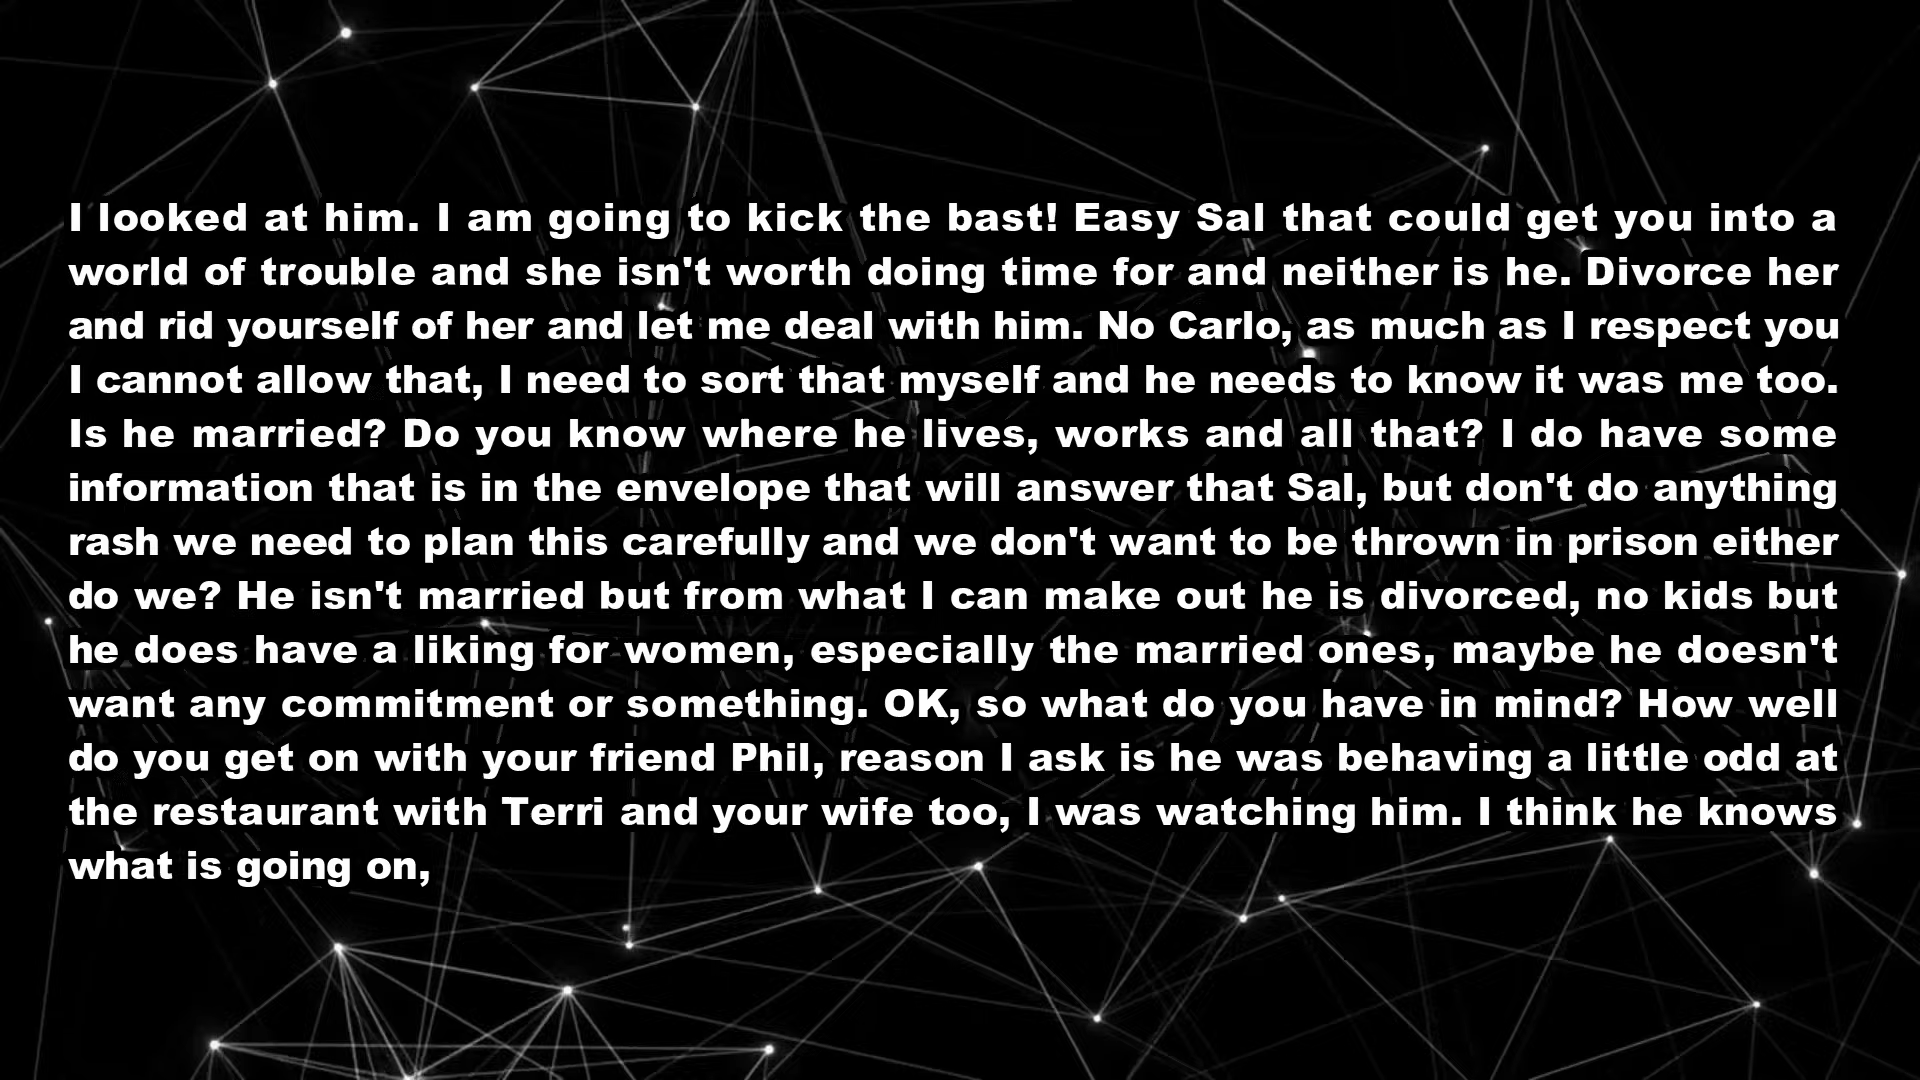 I looked at him. I am going to kick the bast! Easy Sal that could get you into a
world of trouble and she isn't worth doing time for and neither is he. Divorce her
and rid yourself of her and let me deal with him. No Carlo, as much as I respect you
I cannot allow that, I need to sort that myself and he needs to know it was me too.
Is he married? Do you know where he lives, works and all that? I do have some
information that is in the envelope that will answer that Sal, but don't do anything
rash we need to plan this carefully and we don't want to be thrown in prison either
do we? He isn't married but from what I can make out he is divorced, no kids but
he does have a liking for women, especially the married ones, maybe he doesn't
want any commitment or something. OK, so what do you have in mind? How well
do you get on with your friend Phil, reason I ask is he was behaving a little odd at
the restaurant with Terri and your wife too, I was watching him. I think he knows
what is going on,